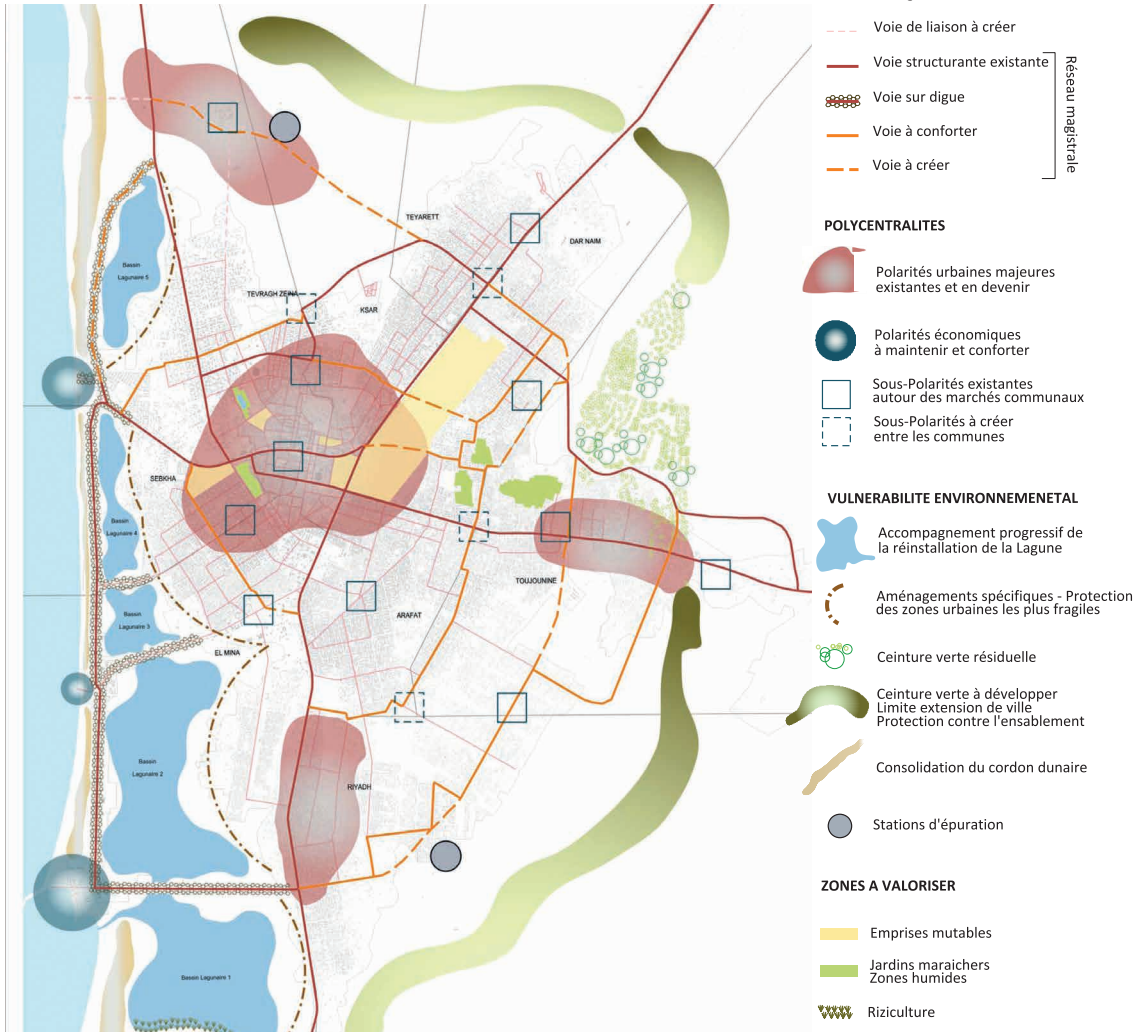 Voie de liaison à créer
Voie structurante existante
Voie sur digue
Voie à conforter
Voie à créer
Réseau magistrale
POLYCENTRALITES
Polarités urbaines majeures
existantes et en devenir
Polarités économiques
à maintenir et conforter
Sous-Polarités existantes
autour des marchés communaux
Sous-Polarités à créer
entre les communes
VULNERABILITE ENVIRONNEMENETAL
Accompagnement progressif de
la réinstallation de la Lagune
Aménagements spécifiques - Protection
des zones urbaines les plus fragiles
Ceinture verte résiduelle
Ceinture verte à développer
Limite extension de ville
Protection contre l'ensablement
Consolidation du cordon dunaire
Stations d'épuration
ZONES A VALORISER
Emprises mutables
Jardins maraichers
Zones humides
Riziculture
TEYARETT
DAR NAIM
Bassin
Lagunaire 5
TEVRAGH ZEINA
KSAR
SEBKHA
Bassin
Lagunaire 4
TOUJOUNINE
Bassin
Lagunaire 3
ARAFAT
EL MINA
Bassin
Lagunaire 2
RIYADH
Bassin Lagunaire 1